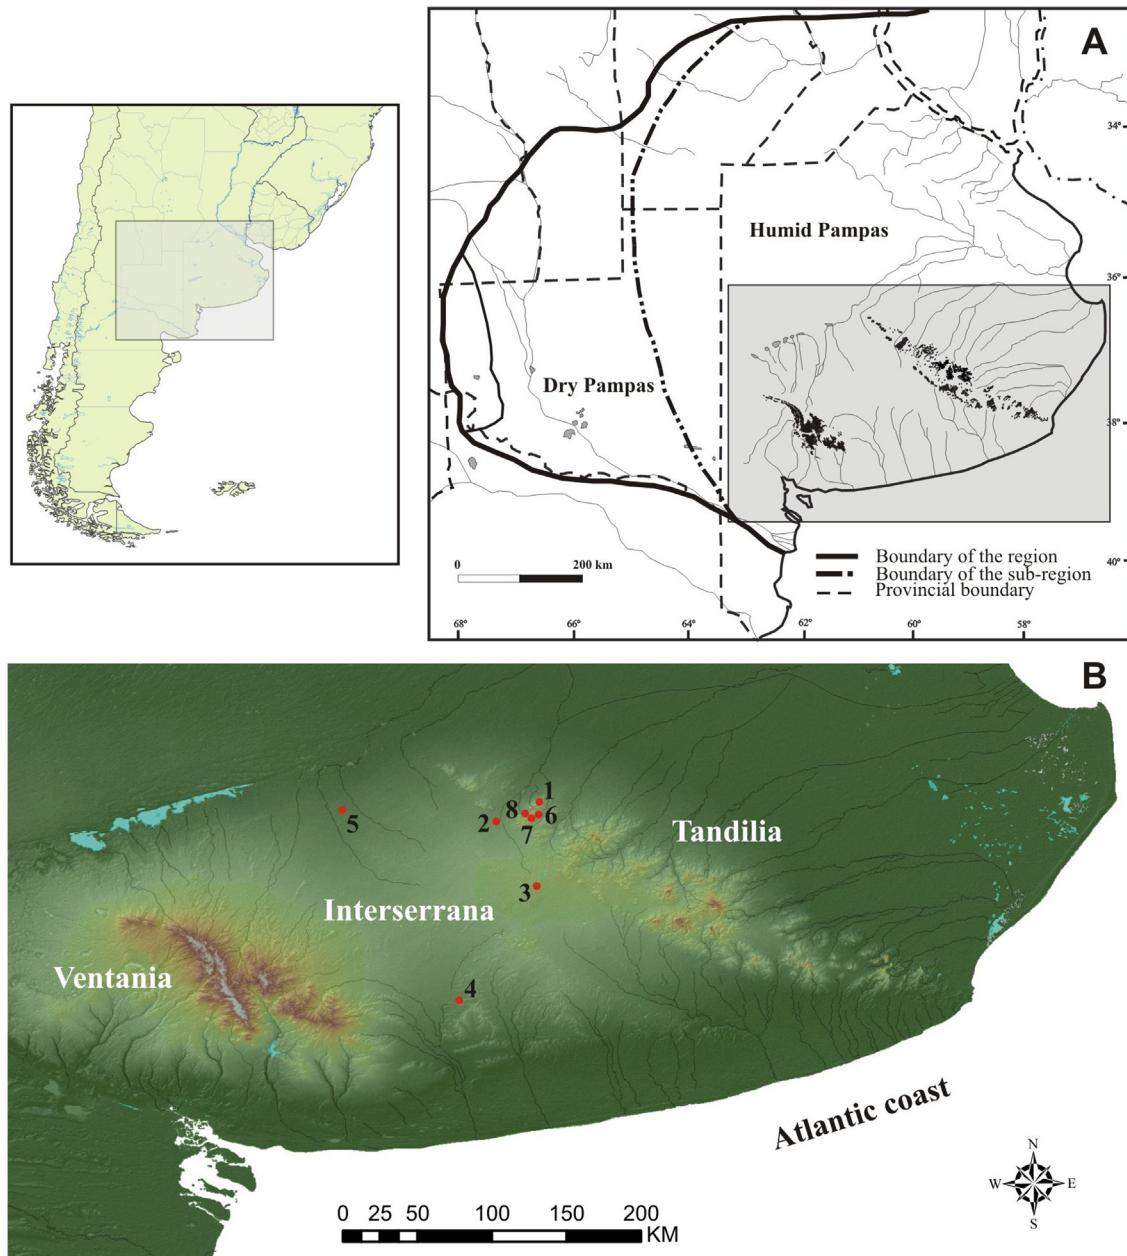 A
34°
Humid Pampas
36°
Dry Pampas
38°
0 200 km
Boundary of the region
40°
Boundary of the sub-region
Provincial boundary
68° 66° 64° 62° 60° 58°
B
1
8 6
5 2 7
Tandilia
3
Interserrana
Ventania
4
Atlantic coast
N
W E
S
0 25 50 100 150 200
KM